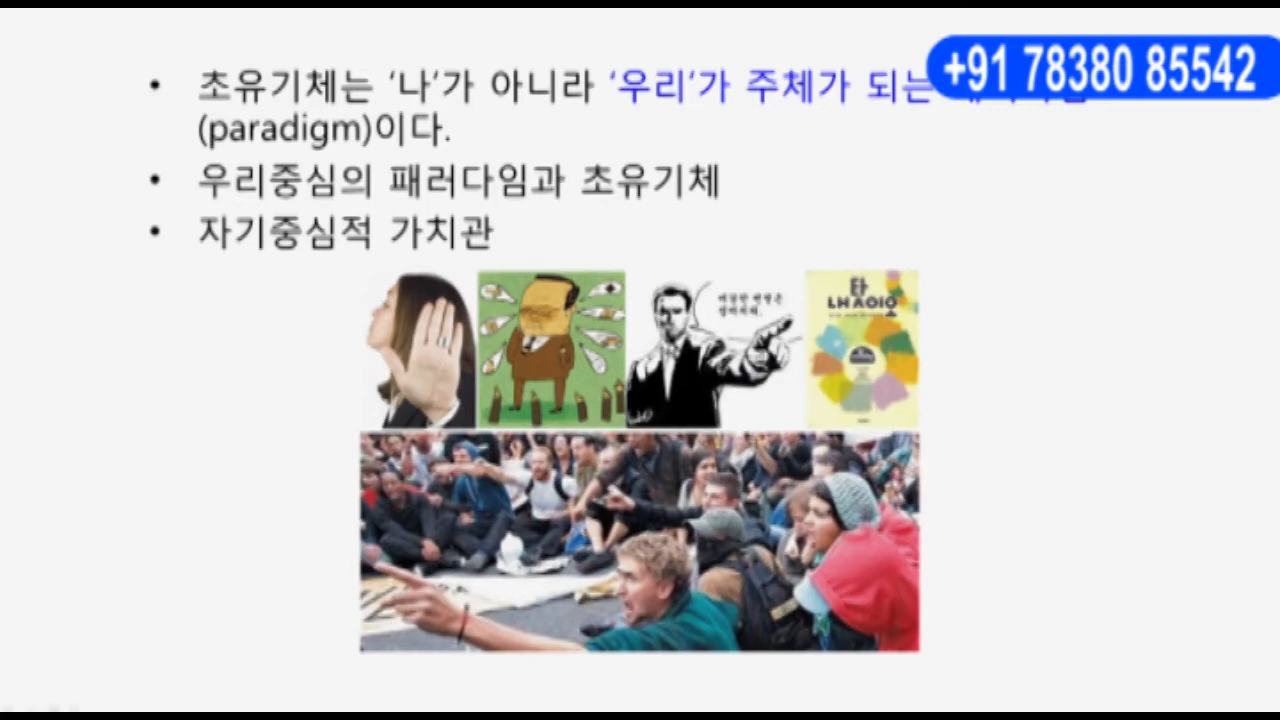 +91 78380 85542
• 초유기체는 ‘나’가 아니라 ‘우리’가 주체가 되는
(paradigm)이다.
• 우리중심의 패러다임과 초유기체
• 자기중심적 가치관